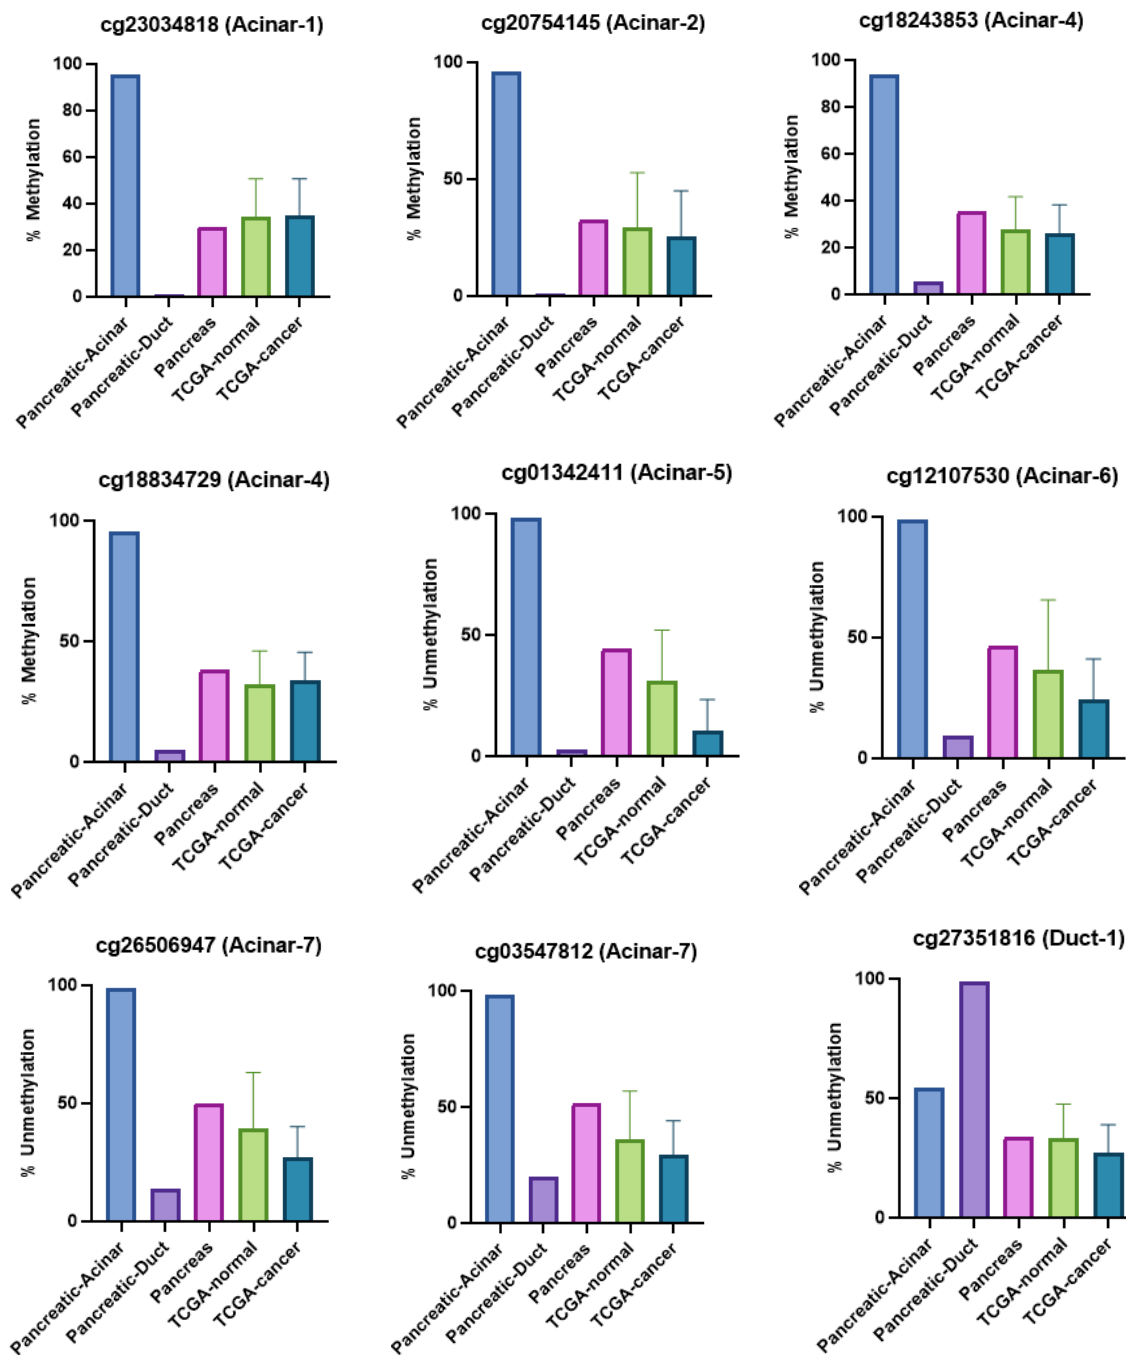 cg23034818 (Acinar-1)
% Methylation
100
80
60
40
20
0
Pancreatic-Acinar
Pancreatic-Duct
Pancreas
TCGA-normal
TCGA-cancer
cg20754145 (Acinar-2)
% Methylation
100
50
0
Pancreatic-Acinar
Pancreatic-Duct
Pancreas
TCGA-normal
TCGA-cancer
cg18243853 (Acinar-4)
% Methylation
100
80
60
40
20
0
Pancreatic-Acinar
Pancreatic-Duct
Pancreas
TCGA-normal
TCGA-cancer
cg18834729 (Acinar-4)
% Methylation
100
50
0
Pancreatic-Acinar
Pancreatic-Duct
Pancreas
TCGA-normal
TCGA-cancer
cg01342411 (Acinar-5)
% Unmethylation
100
50
0
Pancreatic-Acinar
Pancreatic-Duct
Pancreas
TCGA-normal
TCGA-cancer
cg12107530 (Acinar-6)
% Unmethylation
100
50
0
Pancreatic-Acinar
Pancreatic-Duct
Pancreas
TCGA-normal
TCGA-cancer
cg26506947 (Acinar-7)
% Unmethylation
100
50
0
Pancreatic-Acinar
Pancreatic-Duct
Pancreas
TCGA-normal
TCGA-cancer
cg03547812 (Acinar-7)
% Unmethylation
100
50
0
Pancreatic-Acinar
Pancreatic-Duct
Pancreas
TCGA-normal
TCGA-cancer
cg27351816 (Duct-1)
% Unmethylation
100
50
0
Pancreatic-Acinar
Pancreatic-Duct
Pancreas
TCGA-normal
TCGA-cancer